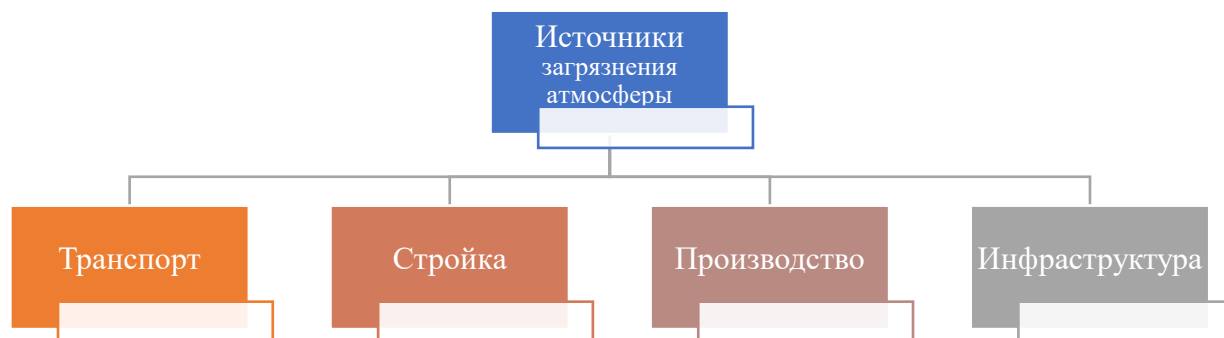 Источники
загрязнения
атмосферы
Транспорт
Стройка
Производство
Инфраструктура